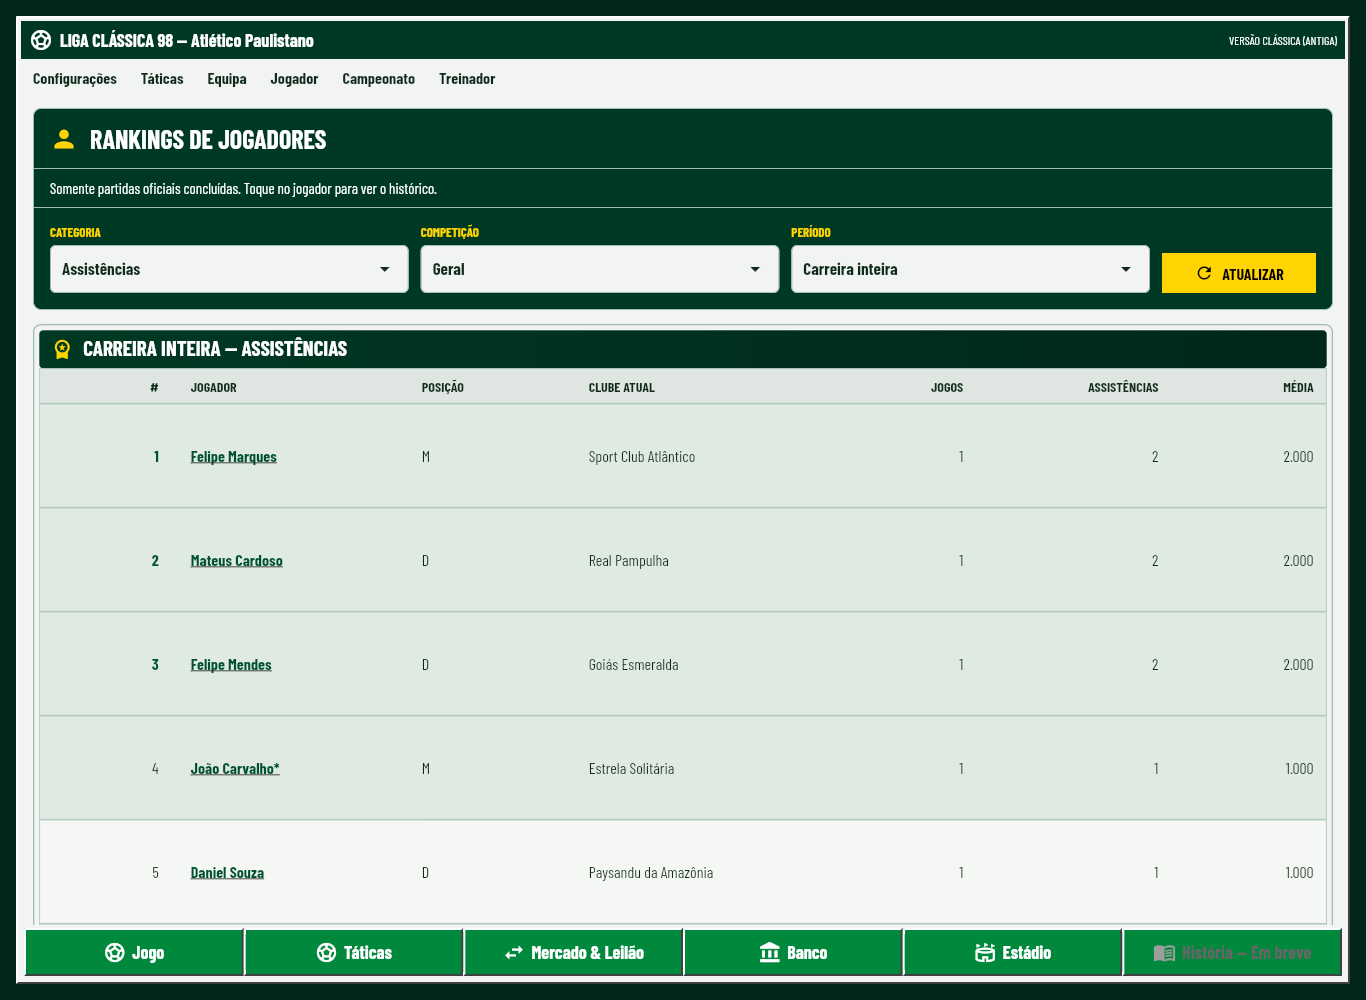 LIGA CLÁSSICA 98 — Atlético Paulistano
VERSÃO CLÁSSICA (ANTIGA)
Configurações Táticas Equipa Jogador Campeonato Treinador
RANKINGS DE JOGADORES
Somente partidas oficiais concluídas. Toque no jogador para ver o histórico.
CATEGORIA COMPETIÇÃO PERÍODO
Assistências Geral Carreira inteira ATUALIZAR
CARREIRA INTEIRA — ASSISTÊNCIAS
# JOGADOR POSIÇÃO CLUBE ATUAL JOGOS ASSISTÊNCIAS MÉDIA
1 Felipe Marques M Sport Club Atlântico 1 2 2.000
2 Mateus Cardoso D Real Pampulha 1 2 2.000
3 Felipe Mendes D Goiás Esmeralda 1 2 2.000
4 João Carvalho* M Estrela Solitária 1 1 1.000
5 Daniel Souza D Paysandu da Amazônia 1 1 1.000
Jogo Táticas Mercado & Leilão Banco Estádio História — Em breve